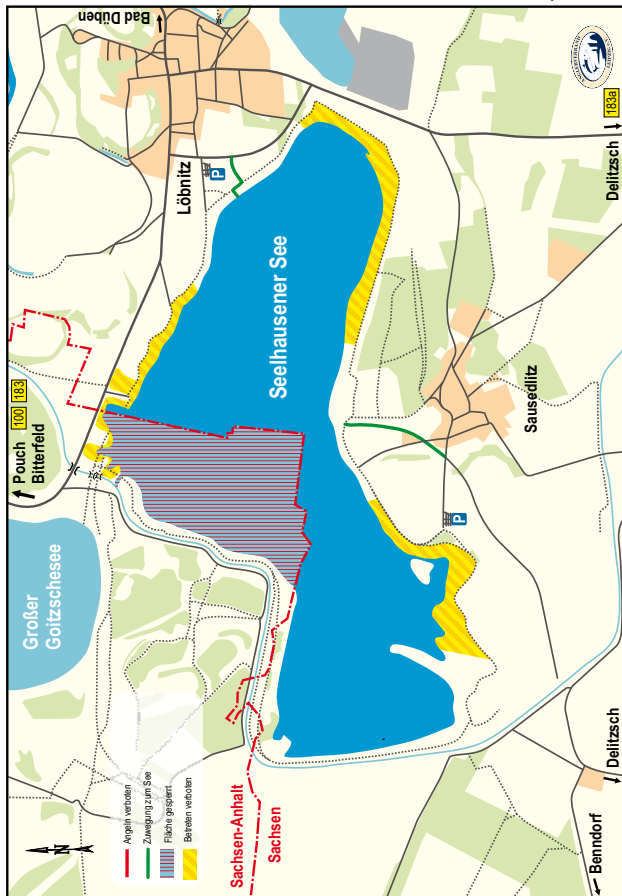 Bad Düben
Löbnitz
P
183a
Delitzsch
Seelhausener See
100 183
Pouch
Bitterfeld
Großer
Goitzschesee
Sausedlitz
P
Angeln verboten
Zuwegung zum See
Fläche gesperrt
Betreten verboten
Sachsen-Anhalt
Sachsen
N
Delitzsch
Benndorf